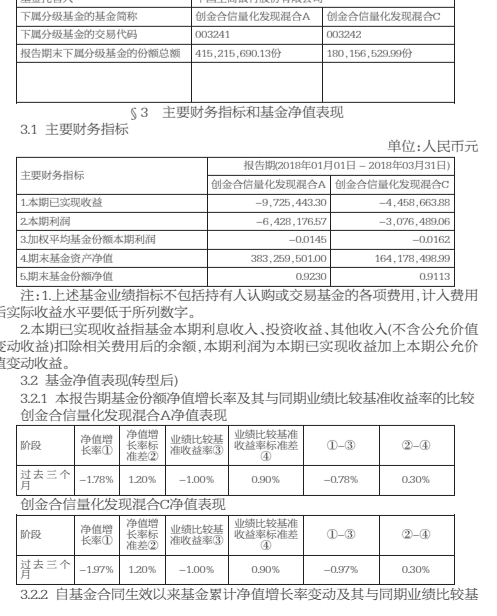 下属分级基金的基金简称 创金合信量化发现混合A 创金合信量化发现混合C
下属分级基金的交易代码 003241 003242
报告期末下属分级基金的份额总额 415,215,690.13份 180,156,529.99份
§3 主要财务指标和基金净值表现
3.1 主要财务指标
单位:人民币元
主要财务指标 报告期(2018年01月01日－2018年03月31日)
创金合信量化发现混合A 创金合信量化发现混合C
1.本期已实现收益 -9,725,443.30 -4,458,663.88
2.本期利润 -6,428,176.57 -3,076,489.06
3.加权平均基金份额本期利润 -0.0145 -0.0162
4.期末基金资产净值 383,259,501.00 164,178,498.99
5.期末基金份额净值 0.9230 0.9113
注:1.上述基金业绩指标不包括持有人认购或交易基金的各项费用,计入费用
后实际收益水平要低于所列数字。
2.本期已实现收益指基金本期利息收入、投资收益、其他收入(不含公允价值
变动收益)扣除相关费用后的余额,本期利润为本期已实现收益加上本期公允价
值变动收益。
3.2 基金净值表现(转型后)
3.2.1 本报告期基金份额净值增长率及其与同期业绩比较基准收益率的比较
创金合信量化发现混合A净值表现
阶段 净值增长率① 净值增长率标准差② 业绩比较基准收益率③ 业绩比较基准收益率标准差④ ①-③ ②-④
过去三个月 -1.78% 1.20% -1.00% 0.90% -0.78% 0.30%
创金合信量化发现混合C净值表现
阶段 净值增长率① 净值增长率标准差② 业绩比较基准收益率③ 业绩比较基准收益率标准差④ ①-③ ②-④
过去三个月 -1.97% 1.20% -1.00% 0.90% -0.97% 0.30%
3.2.2 自基金合同生效以来基金累计净值增长率变动及其与同期业绩比较基